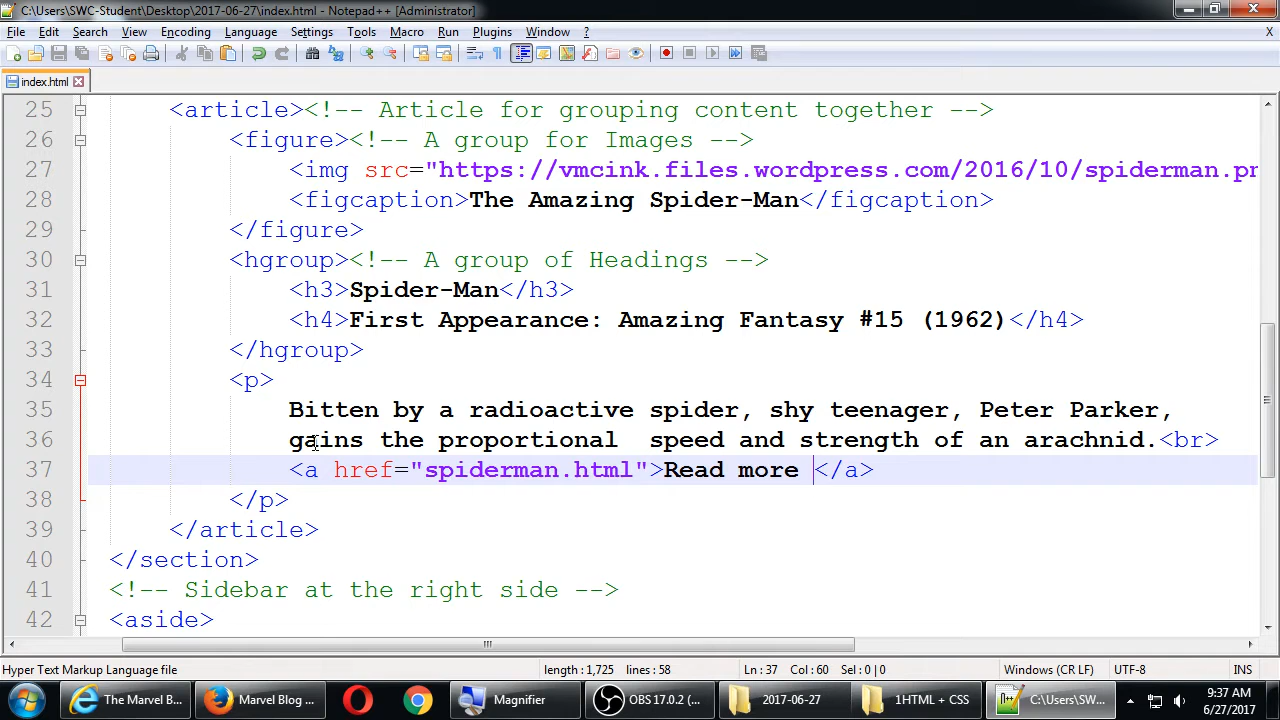 C:\Users\SWC-Student\Desktop\2017-06-27\index.html - Notepad++ [Administrator]
File Edit Search View Encoding Language Settings Tools Macro Run Plugins Window ? X
index.html
25 <article><!-- Article for grouping content together -->
26 <figure><!-- A group for Images -->
27 <img src="https://vmcink.files.wordpress.com/2016/10/spiderman.pn
28 <figcaption>The Amazing Spider-Man</figcaption>
29 </figure>
30 <hgroup><!-- A group of Headings -->
31 <h3>Spider-Man</h3>
32 <h4>First Appearance: Amazing Fantasy #15 (1962)</h4>
33 </hgroup>
34 <p>
35 Bitten by a radioactive spider, shy teenager, Peter Parker,
36 gains the proportional  speed and strength of an arachnid.<br>
37 <a href="spiderman.html">Read more </a>
38 </p>
39 </article>
40 </section>
41 <!-- Sidebar at the right side -->
42 <aside>
Hyper Text Markup Language file length : 1,725 lines : 58 Ln : 37 Col : 60 Sel : 0 | 0 Windows (CR LF) UTF-8 INS
The Marvel B... Marvel Blog ... Magnifier OBS 17.0.2 (... 2017-06-27 1HTML + CSS C:\Users\SW... 9:37 AM
6/27/2017